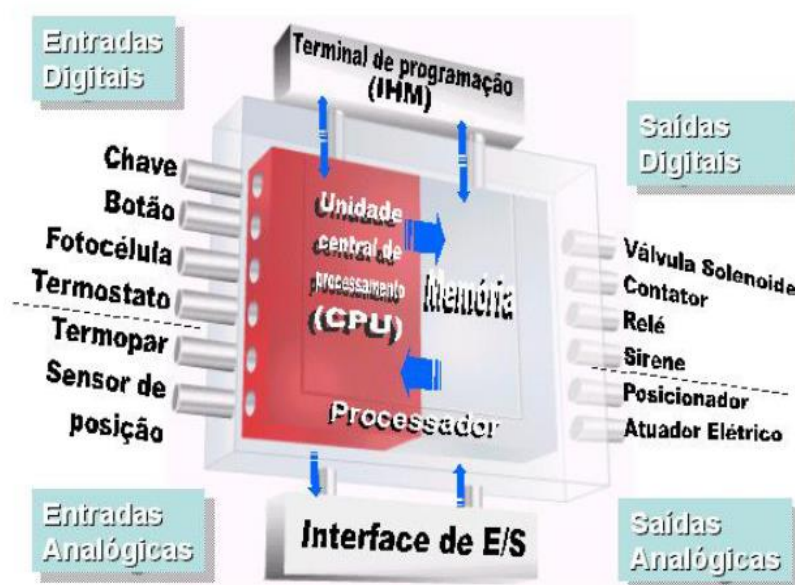 Entradas
Digitais
Terminal de programação
(IHM)
Saídas
Digitais
Chave
Botão
Fotocélula
Termostato
Termopar
Sensor de
posição
Unidade
central de
processamento
(CPU)
Memória
Processador
Válvula Solenoide
Contator
Relé
Sirene
Posicionador
Atuador Elétrico
Entradas
Analógicas
Interface de E/S
Saídas
Analógicas